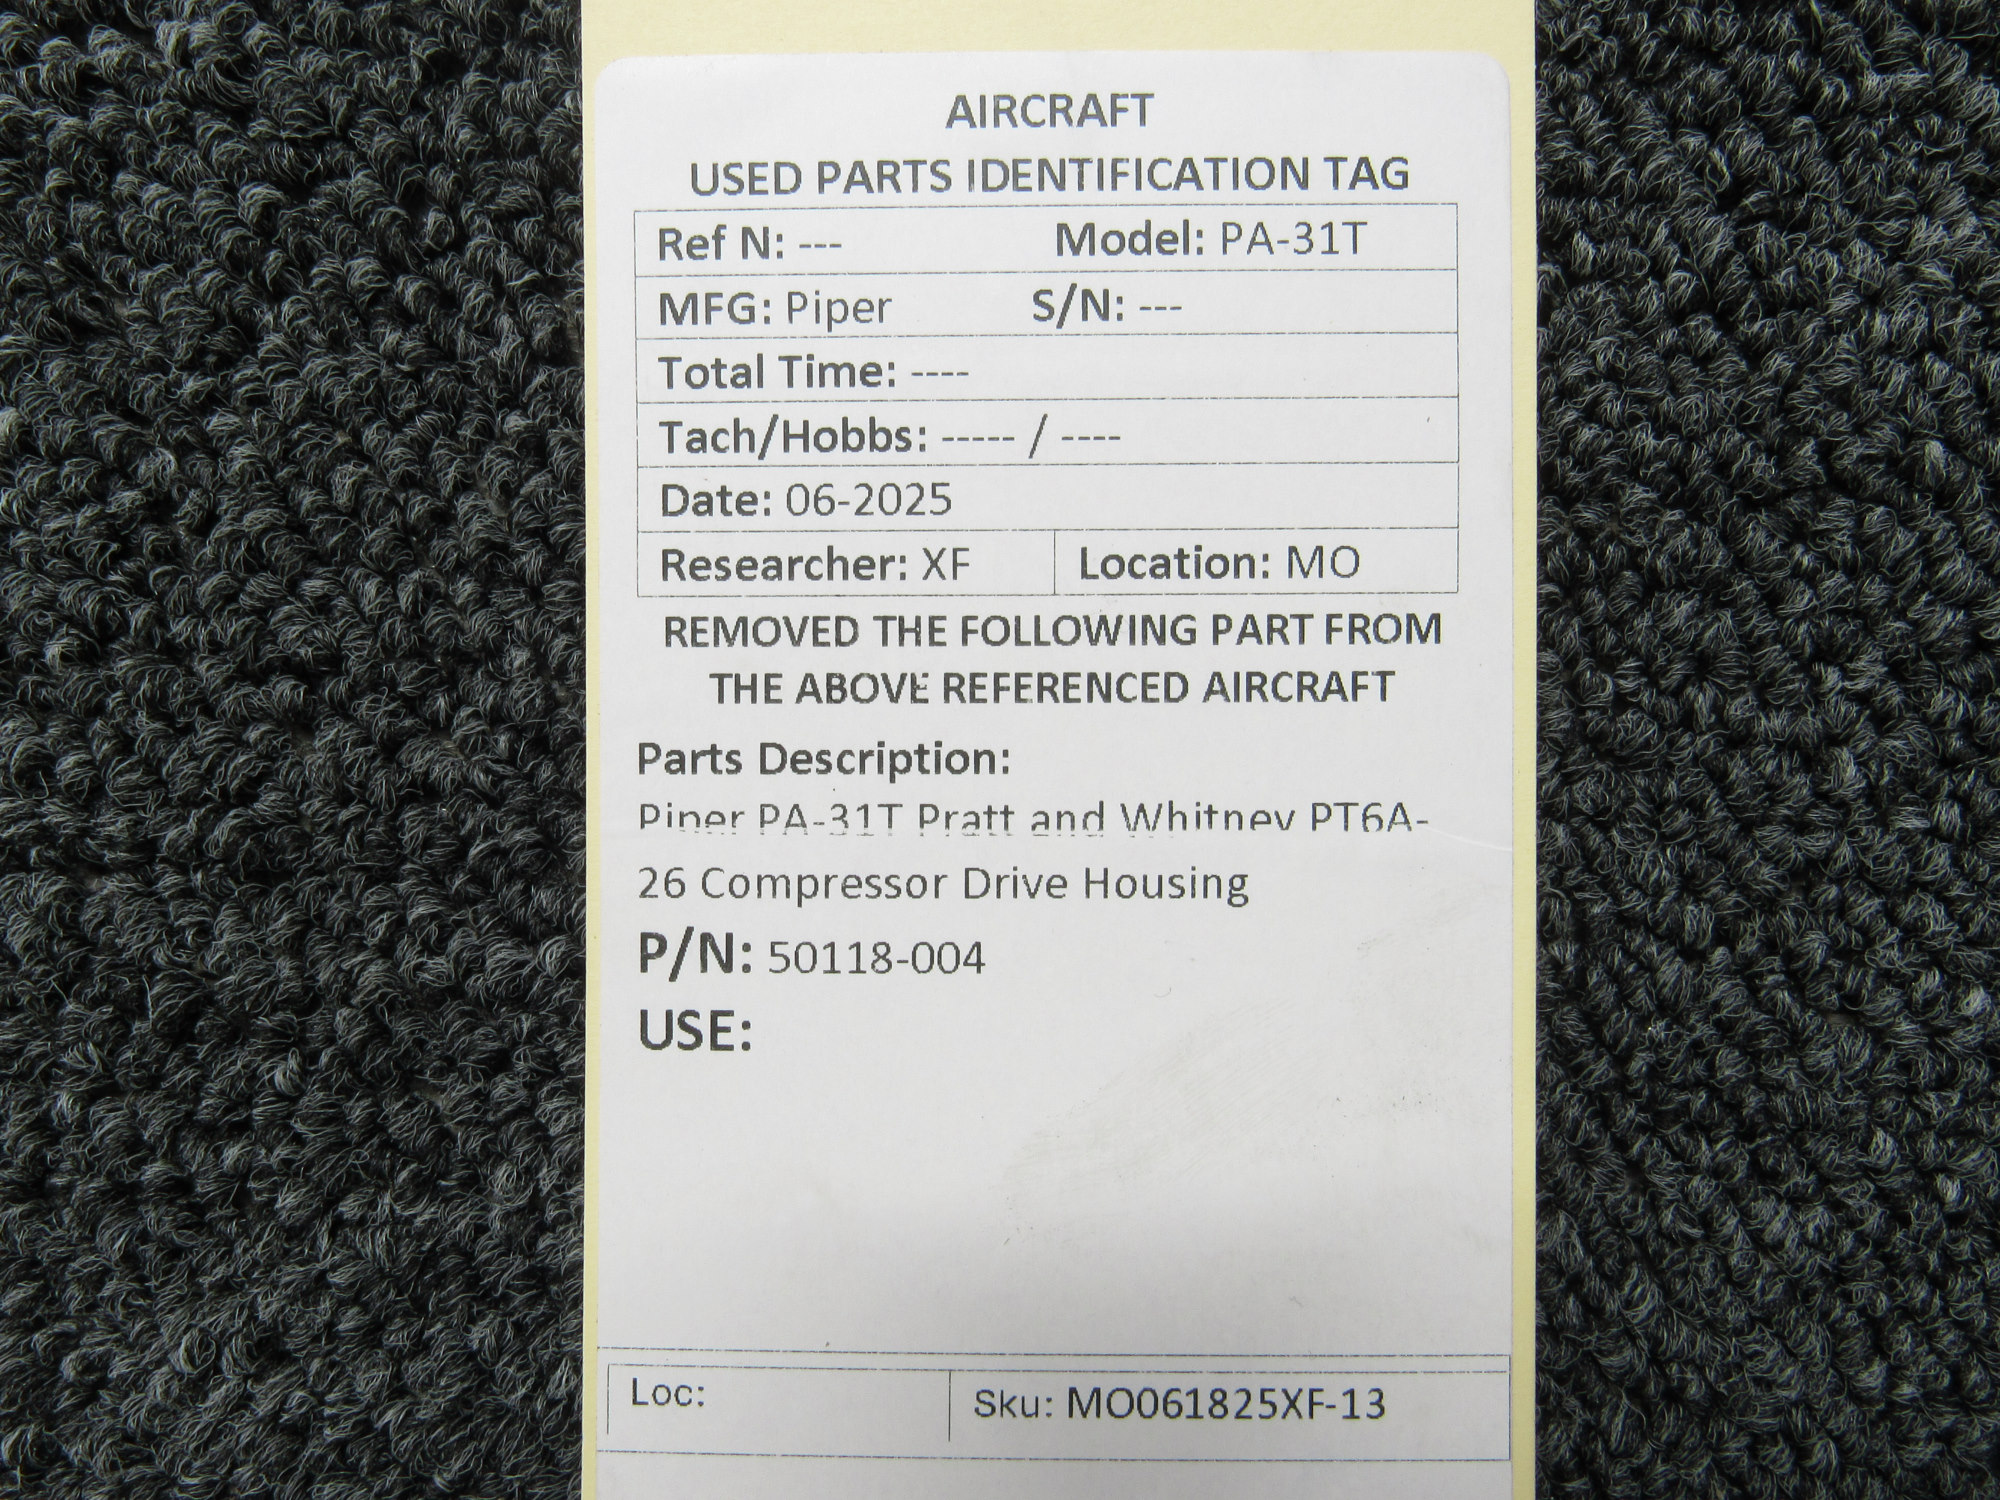 AIRCRAFT
USED PARTS IDENTIFICATION TAG
Ref N: --- Model: PA-31T
MFG: Piper S/N: ---
Total Time: ----
Tach/Hobbs: ----- / ----
Date: 06-2025
Researcher: XF Location: MO
REMOVED THE FOLLOWING PART FROM
THE ABOVE REFERENCED AIRCRAFT
Parts Description:
Piper PA-31T Pratt and Whitney PT6A-
26 Compressor Drive Housing
P/N: 50118-004
USE:
Loc: Sku: MO061825XF-13